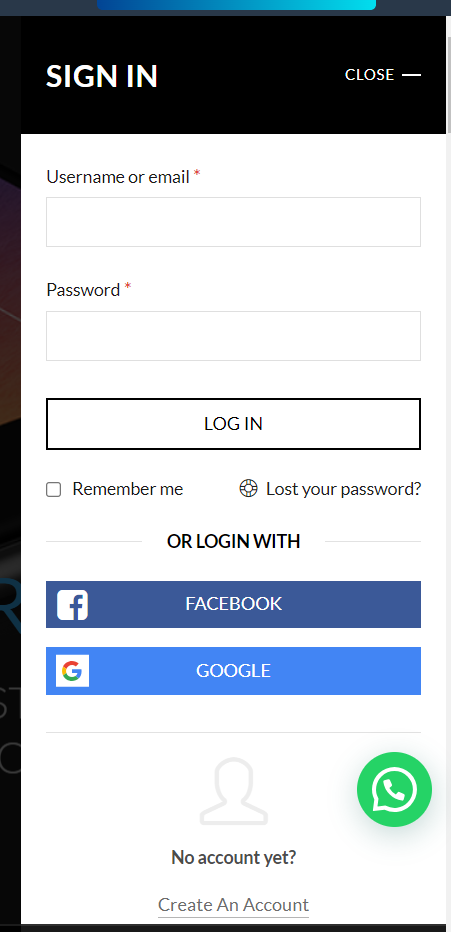 SIGN IN
CLOSE
Username or email *
Password *
LOG IN
Remember me
Lost your password?
OR LOGIN WITH
FACEBOOK
GOOGLE
No account yet?
Create An Account